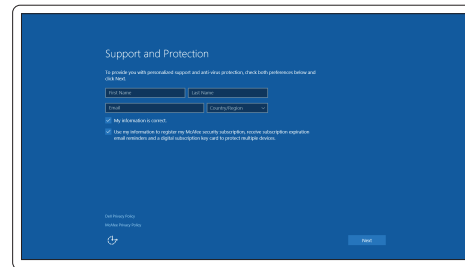 Support and Protection
To provide you with personalized support and anti-virus protection, check both preferences below and
click Next.
First Name
Last Name
Email
Country/Region
My information is correct.
Use my information to register my McAfee security subscription, receive subscription expiration
email reminders and a digital subscription key card to protect multiple devices.
Dell Privacy Policy
McAfee Privacy Policy
Next